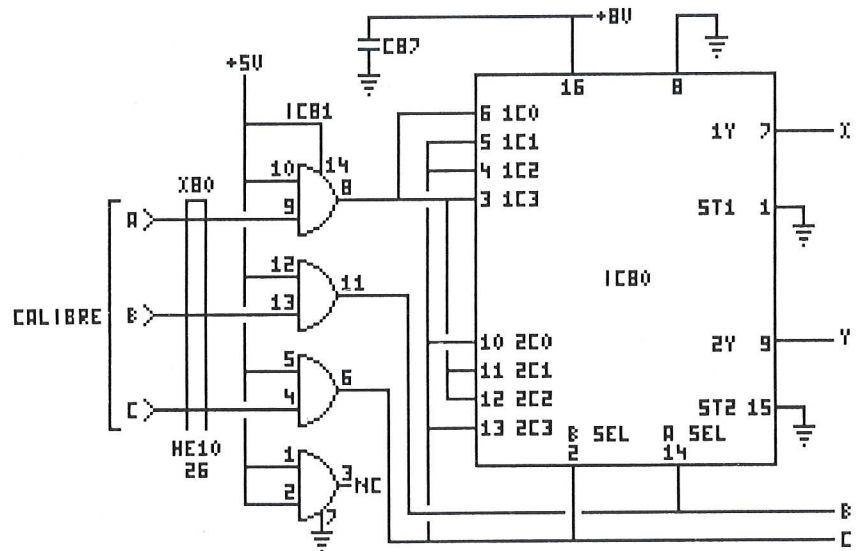 +8V
C87
+5V
16
8
IC81
6 1C0
5 1C1
4 1C2
3 1C3
1Y 7
X
14
10
8
X80
9
A
ST1 1
12
11
13
IC80
CALIBRE
B
10 2C0
11 2C1
12 2C2
13 2C3
2Y 9
Y
5
6
4
C
ST2 15
B SEL
2
A SEL
14
HE10
26
1
3
NC
2
7
B
C